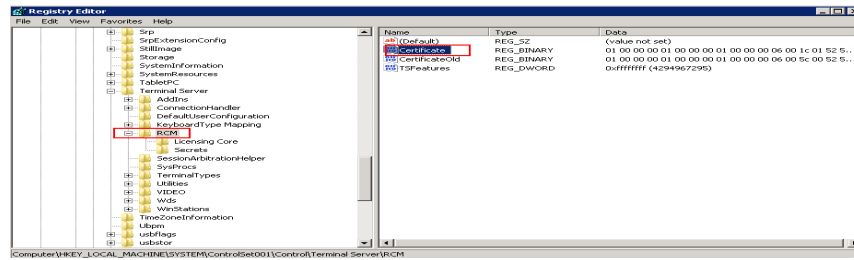 Registry Editor
File Edit View Favorites Help
Srp
SrpExtensionConfig
StillImage
Storage
SystemInformation
SystemResources
TabletPC
Terminal Server
AddIns
ConnectionHandler
DefaultUserConfiguration
KeyboardType Mapping
RCM
Licensing Core
Secrets
SessionArbitrationHelper
SysProcs
TerminalTypes
Utilities
VIDEO
Wds
WinStations
TimeZoneInformation
Ubpm
usbflags
usbstor
Name Type Data
(Default) REG_SZ (value not set)
Certificate REG_BINARY 01 00 00 00 01 00 00 00 01 00 00 00 06 00 1c 01 52 5...
CertificateOld REG_BINARY 01 00 00 00 01 00 00 00 01 00 00 00 06 00 5c 00 52 5...
TSFeatures REG_DWORD 0xffffffff (4294967295)
Computer\HKEY_LOCAL_MACHINE\SYSTEM\ControlSet001\Control\Terminal Server\RCM